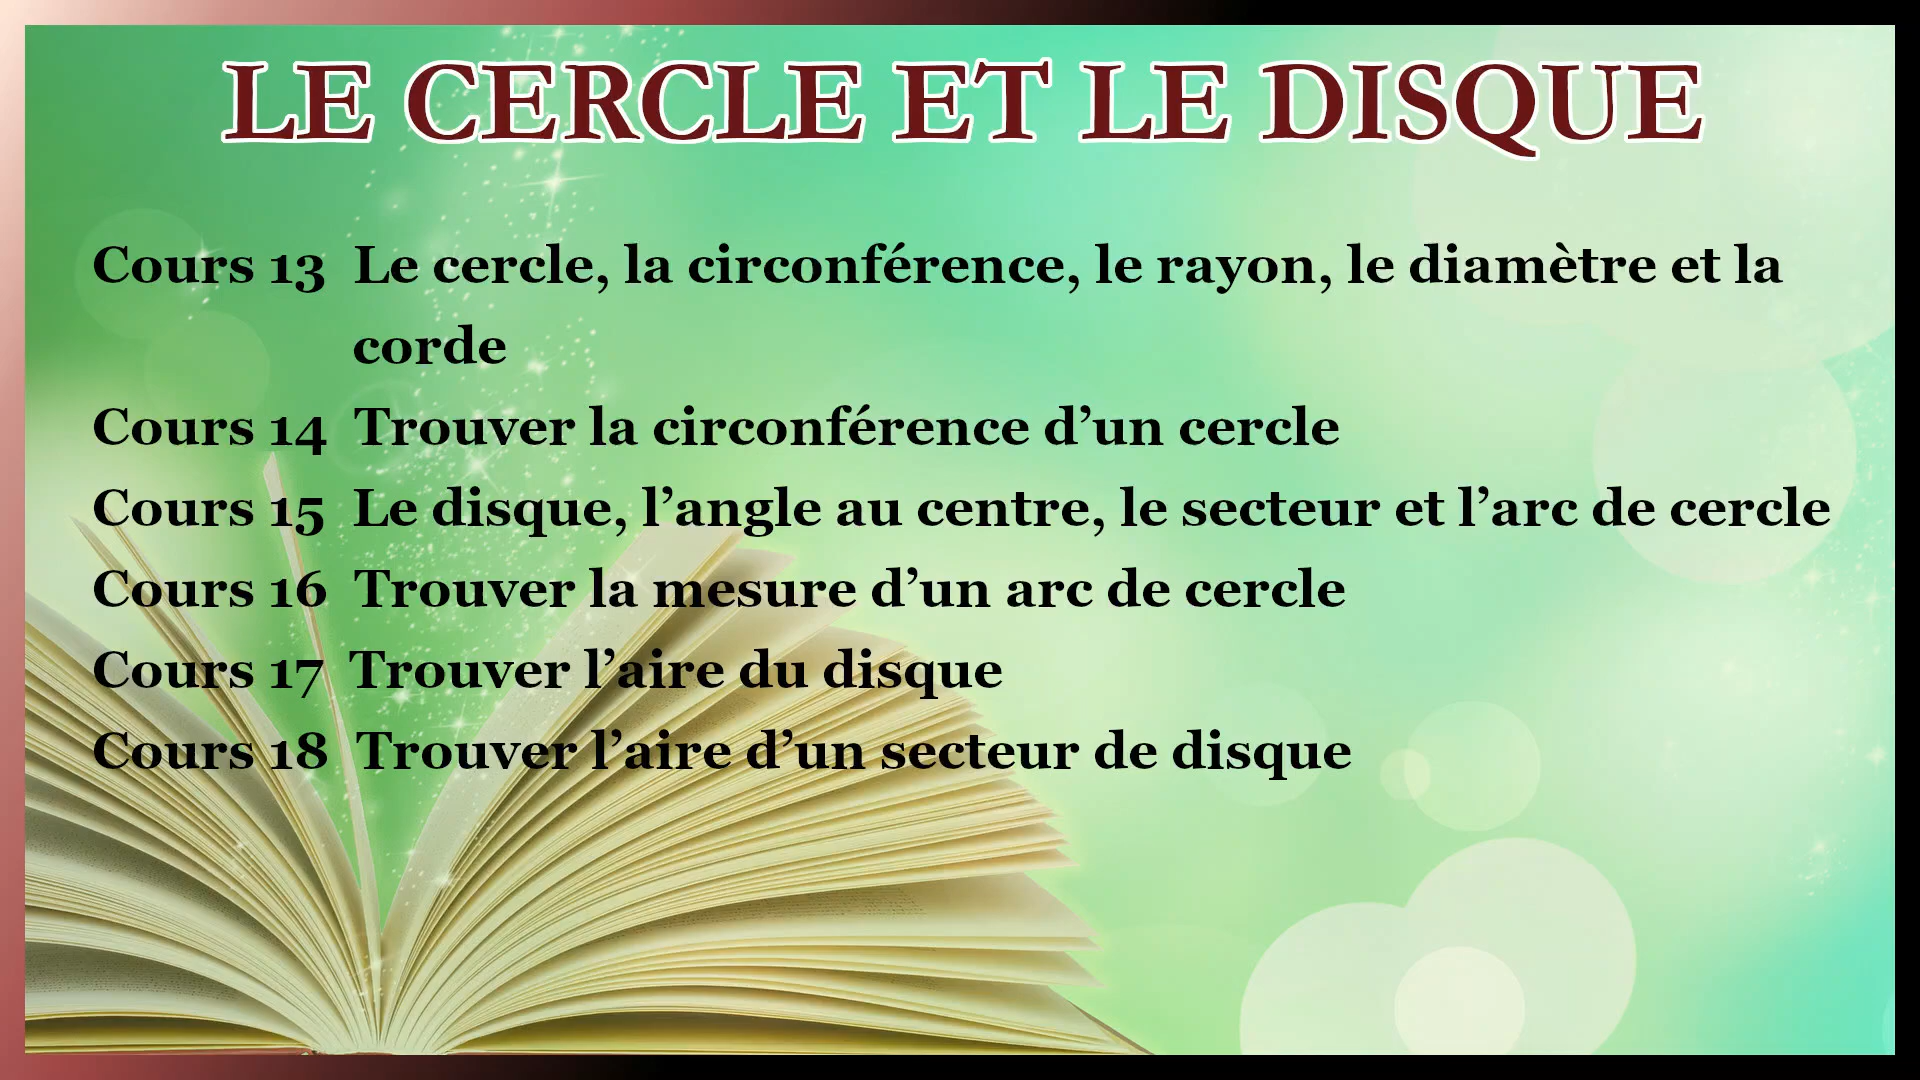 LE CERCLE ET LE DISQUE
Cours 13 Le cercle, la circonférence, le rayon, le diamètre et la
corde
Cours 14 Trouver la circonférence d’un cercle
Cours 15 Le disque, l’angle au centre, le secteur et l’arc de cercle
Cours 16 Trouver la mesure d’un arc de cercle
Cours 17 Trouver l’aire du disque
Cours 18 Trouver l’aire d’un secteur de disque